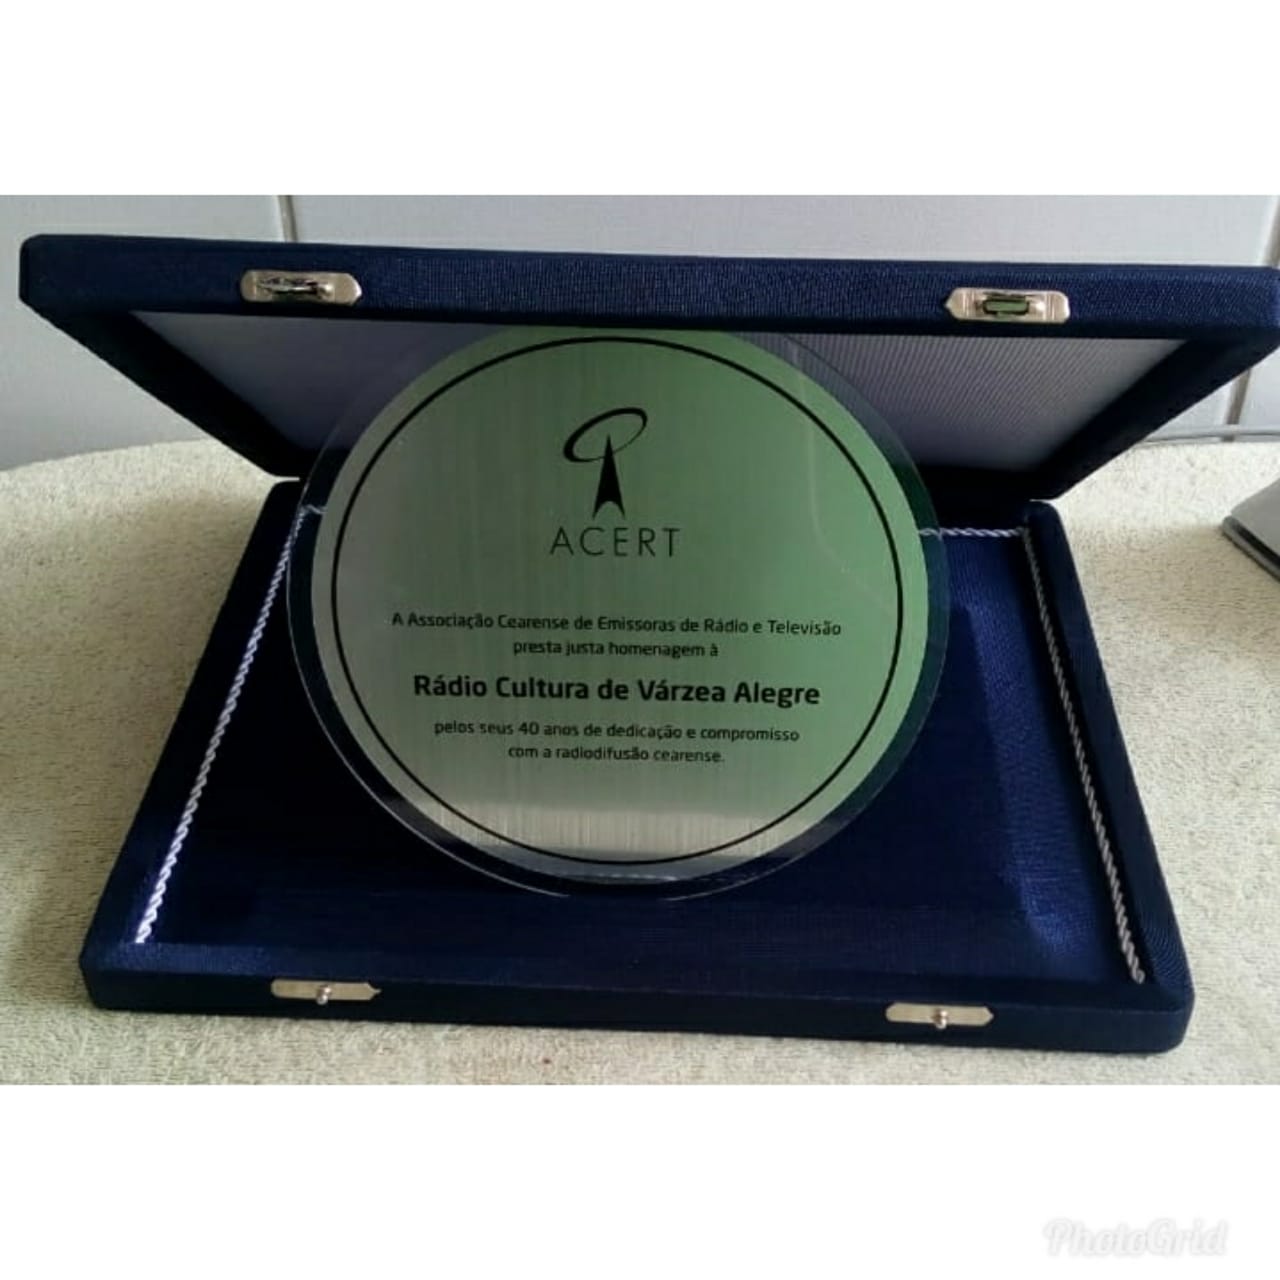 ACERT
A Associação Cearense de Emissoras de Rádio e Televisão
presta justa homenagem à
Rádio Cultura de Várzea Alegre
pelos seus 40 anos de dedicação e compromisso
com a radiodifusão cearense.
PhotoGrid